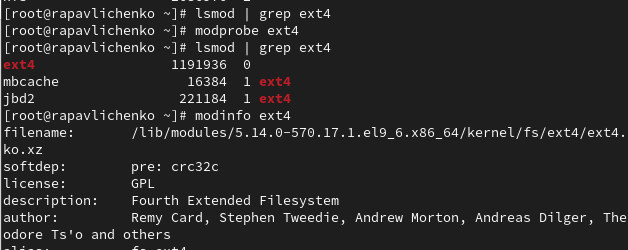 [root@rapavlichenko ~]# lsmod | grep ext4
[root@rapavlichenko ~]# modprobe ext4
[root@rapavlichenko ~]# lsmod | grep ext4
ext4                 1191936  0
mbcache                16384  1 ext4
jbd2                  221184  1 ext4
[root@rapavlichenko ~]# modinfo ext4
filename:       /lib/modules/5.14.0-570.17.1.el9_6.x86_64/kernel/fs/ext4/ext4.
ko.xz
softdep:        pre: crc32c
license:        GPL
description:    Fourth Extended Filesystem
author:         Remy Card, Stephen Tweedie, Andrew Morton, Andreas Dilger, The
odore Ts'o and others